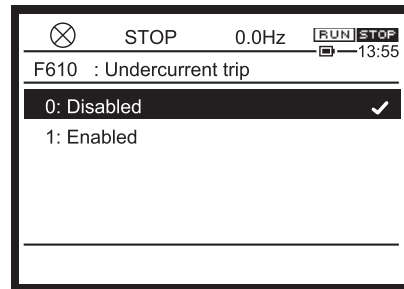 STOP 0.0Hz RUN STOP
13:55
F610 : Undercurrent trip
0: Disabled
1: Enabled